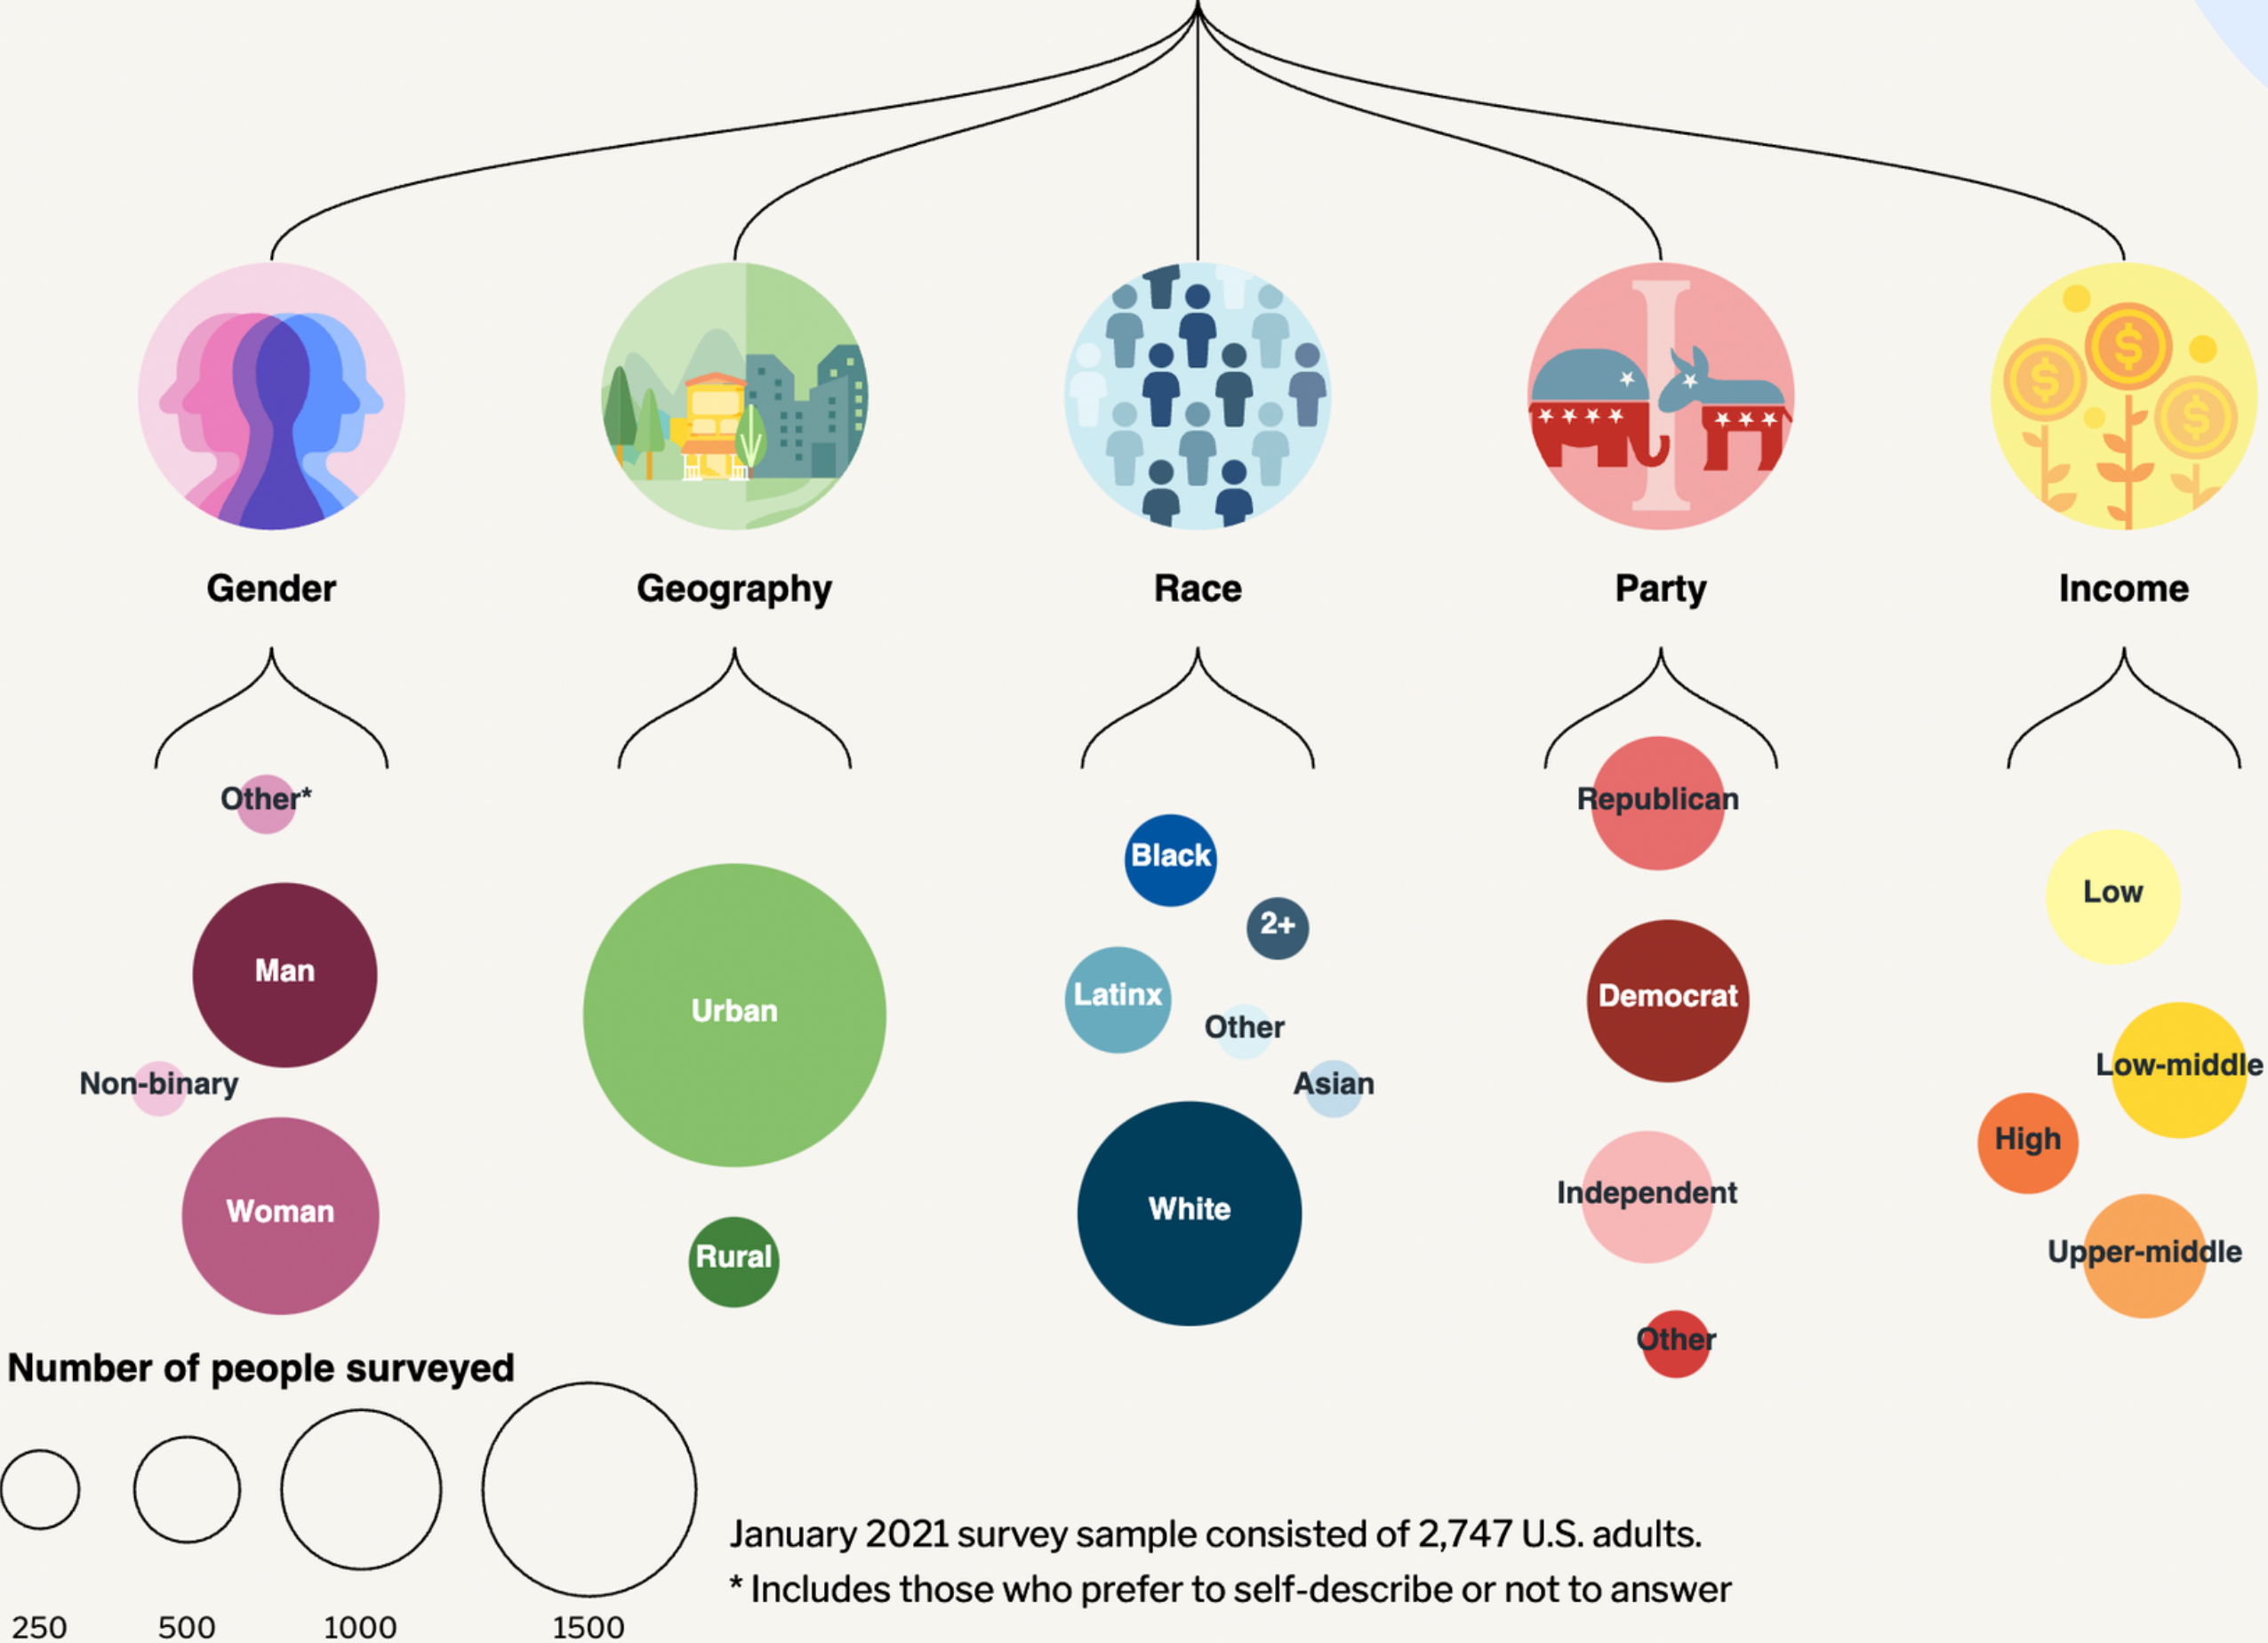 Gender
Geography
Race
Party
Income
Other*
Man
Non-binary
Woman
Urban
Rural
Black
2+
Latinx
Other
Asian
White
Republican
Democrat
Independent
Other
Low
Low-middle
High
Upper-middle
Number of people surveyed
250
500
1000
1500
January 2021 survey sample consisted of 2,747 U.S. adults.
* Includes those who prefer to self-describe or not to answer